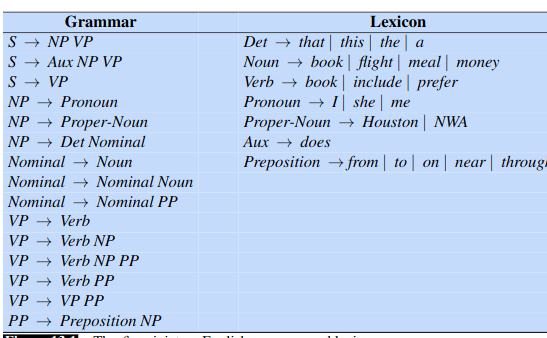 Grammar Lexicon
S → NP VP Det → that | this | the | a
S → Aux NP VP Noun → book | flight | meal | money
S → VP Verb → book | include | prefer
NP → Pronoun Pronoun → I | she | me
NP → Proper-Noun Proper-Noun → Houston | NWA
NP → Det Nominal Aux → does
Nominal → Noun Preposition → from | to | on | near | through
Nominal → Nominal Noun
Nominal → Nominal PP
VP → Verb
VP → Verb NP
VP → Verb NP PP
VP → Verb PP
VP → VP PP
PP → Preposition NP